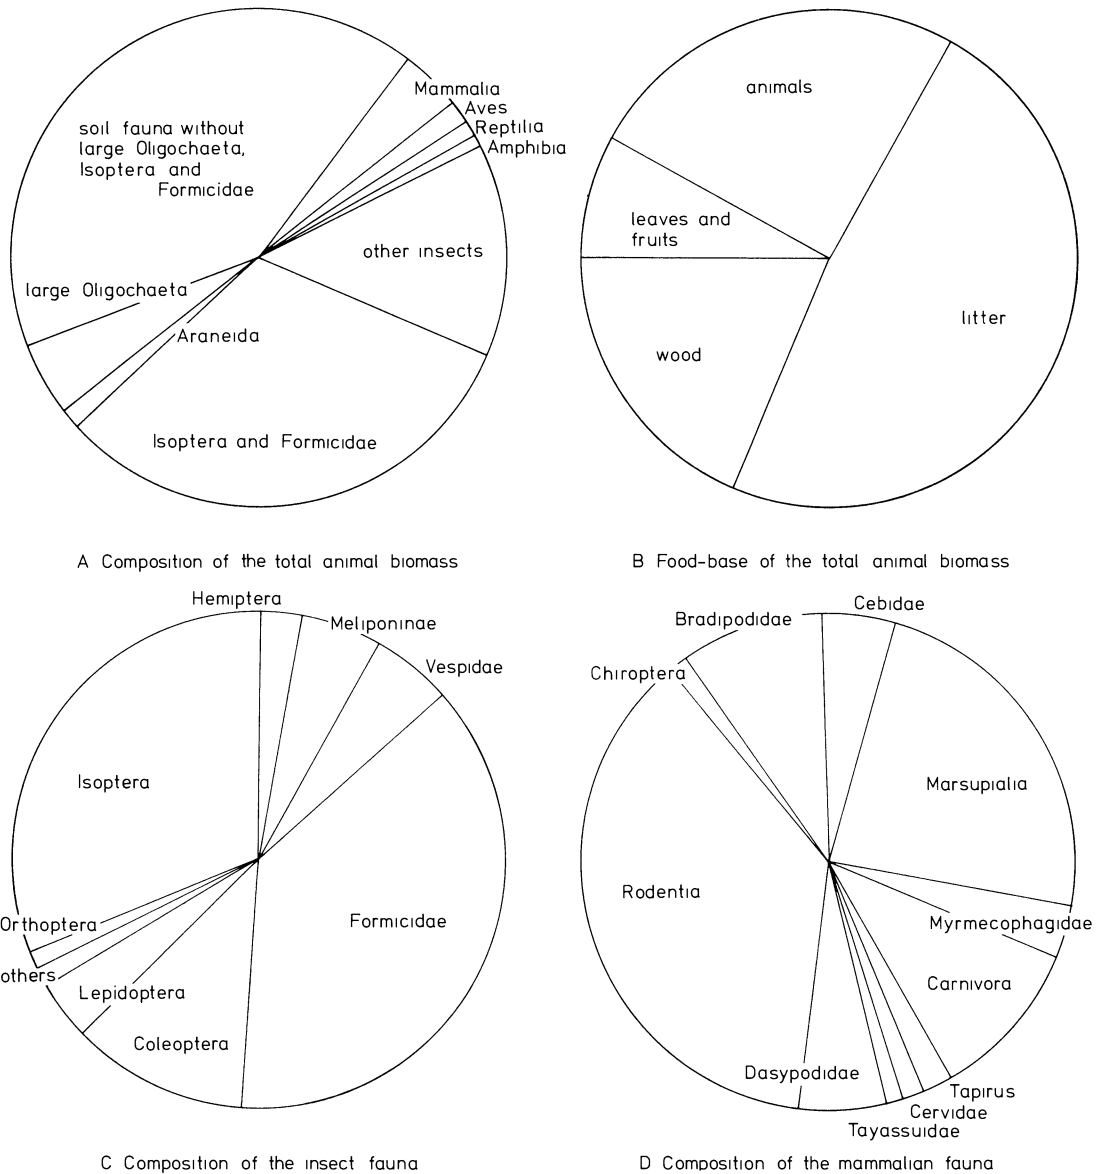 soil fauna without
large Oligochaeta,
Isoptera and
Formicidae
Mammalia
Aves
Reptilia
Amphibia
other insects
large Oligochaeta
Araneida
Isoptera and Formicidae
A Composition of the total animal biomass
animals
leaves and
fruits
litter
wood
B Food-base of the total animal biomass
Hemiptera
Meliponinae
Vespidae
Isoptera
Formicidae
Orthoptera
others
Lepidoptera
Coleoptera
C Composition of the insect fauna
Cebidae
Bradipodidae
Chiroptera
Marsupialia
Rodentia
Myrmecophagidae
Carnivora
Dasypodidae
Tapirus
Cervidae
Tayassuidae
D Composition of the mammalian fauna